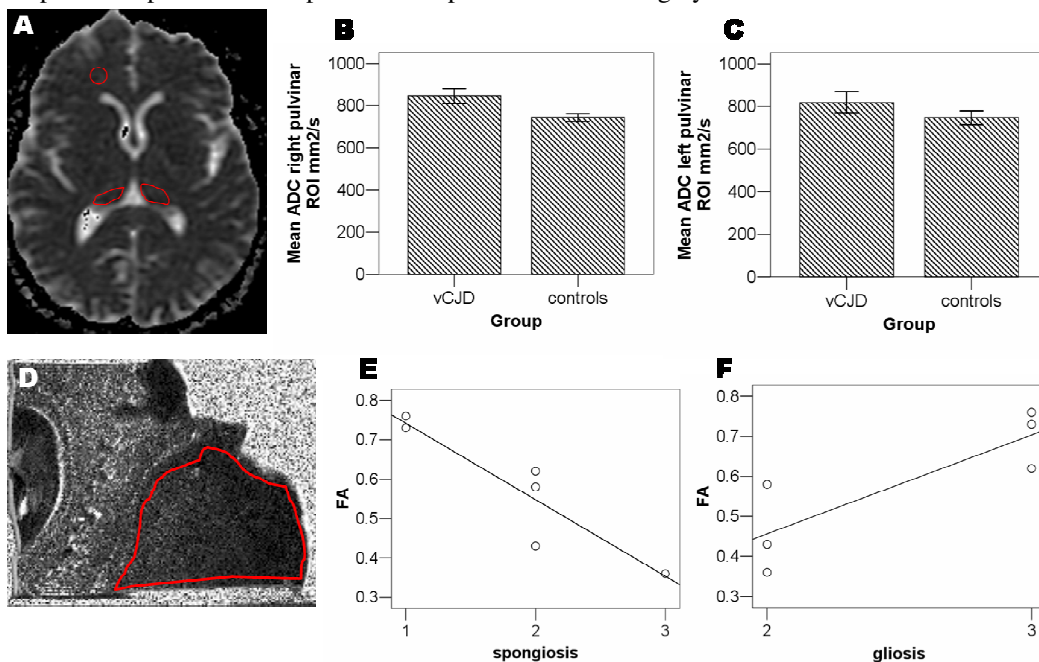 A
B
1000
800
600
400
200
0
Mean ADC right pulvinar
ROI mm2/s
vCJD controls
Group
C
1000
800
600
400
200
0
Mean ADC left pulvinar
ROI mm2/s
vCJD controls
Group
D
E
0.8
0.7
0.6
0.5
0.4
0.3
FA
1 2 3
spongiosis
F
0.8
0.7
0.6
0.5
0.4
0.3
FA
2 3
gliosis